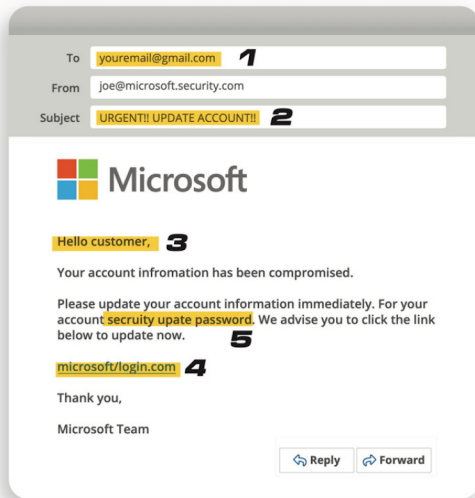 To youremail@gmail.com 1
From joe@microsoft.security.com
Subject URGENT!! UPDATE ACCOUNT!! 2
Microsoft
Hello customer, 3
Your account infromation has been compromised.
Please update your account information immediately. For your
account secruity upate password. We advise you to click the link
below to update now. 5
microsoft/login.com 4
Thank you,
Microsoft Team
Reply Forward